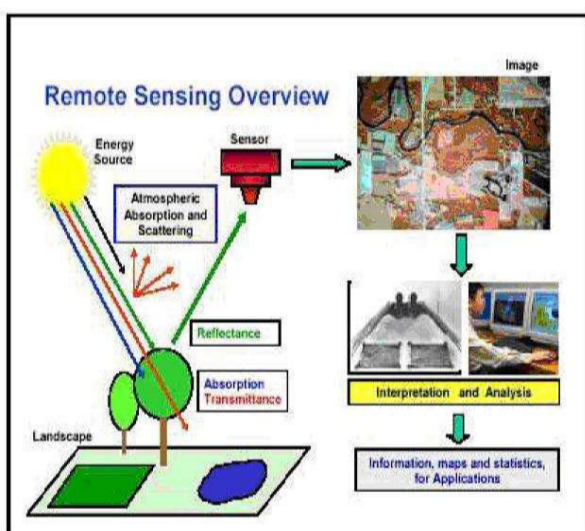 Remote Sensing Overview
Energy
Source
Sensor
Image
Atmospheric
Absorption and
Scattering
Reflectance
Absorption
Transmittance
Landscape
Interpretation and Analysis
Information, maps and statistics,
for Applications